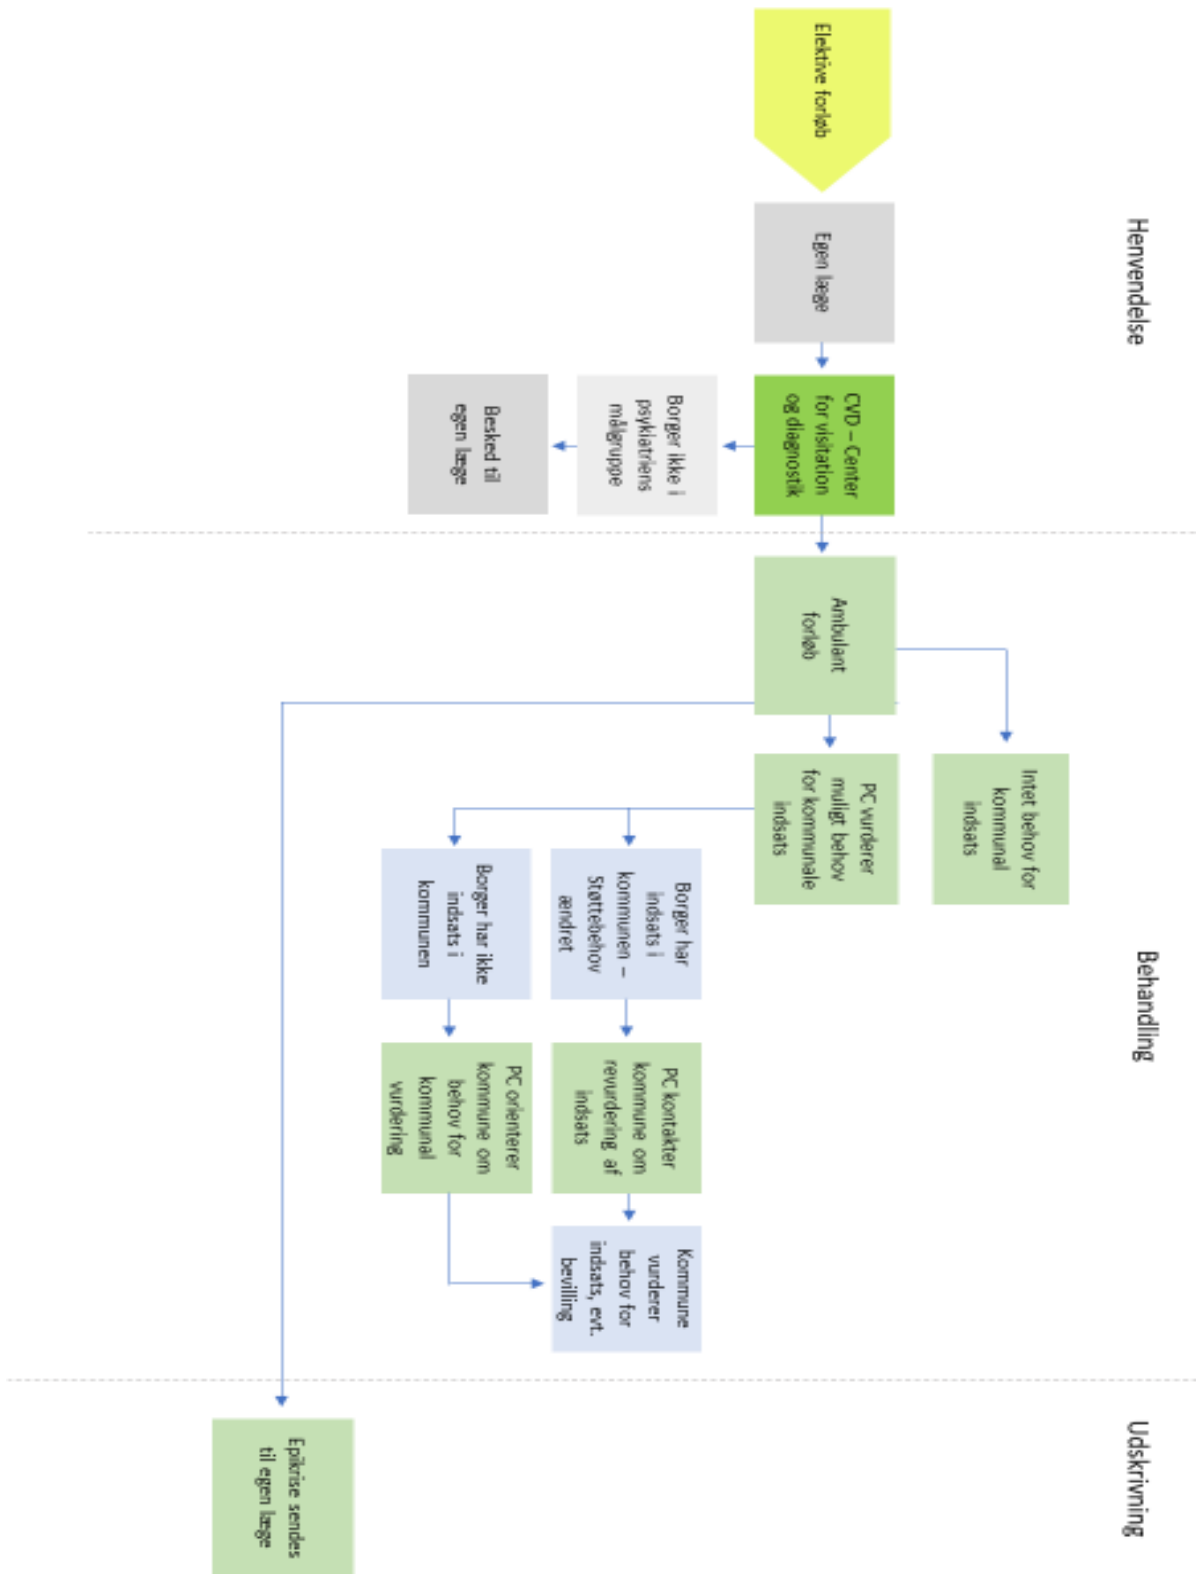 Henvendelse
Behandling
Udskrivning
Elektive forløb
Egen læge
CVD – Center
for visitation
og diagnostik
Borger ikke i
psykiatriens
målgruppe
Besked til
egen læge
Ambulant
forløb
Intet behov for
kommunal
indsats
PC vurderer
muligt behov
for kommunale
indsats
Borger har
indsats i
kommunen –
Støttebehov
ændret
PC kontakter
kommune om
revurdering af
indsats
Kommune
vurderer
behov for
indsats, evt.
bevilling
Borger har ikke
indsats i
kommunen
PC orienterer
kommune om
behov for
kommunal
vurdering
Epikrise sendes
til egen læge